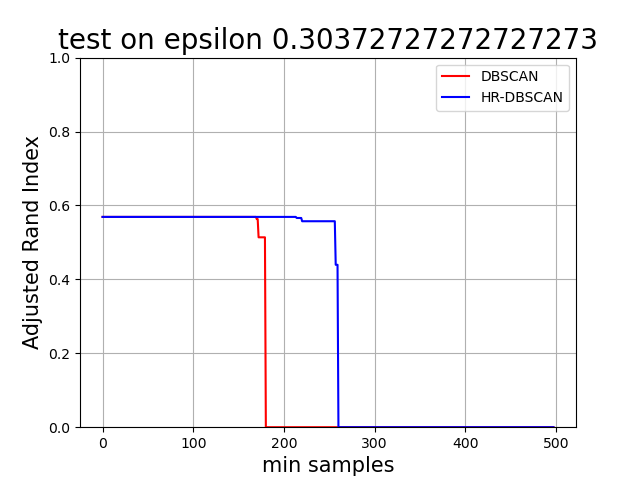 test on epsilon 0.30372727272727273
DBSCAN
HR-DBSCAN
Adjusted Rand Index
1.0
0.8
0.6
0.4
0.2
0.0
0 100 200 300 400 500
min samples